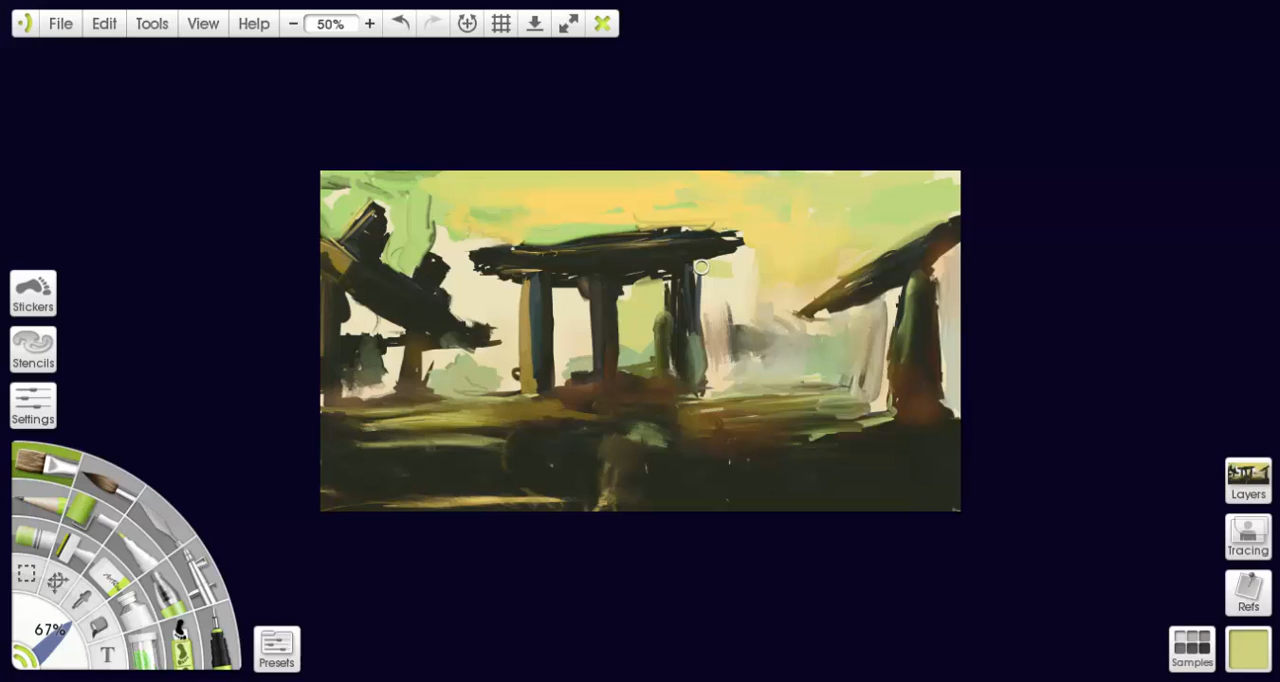 File Edit Tools View Help − 50% +
Stickers
Stencils
Settings
67%
T
Presets
Layers
Tracing
Refs
Samples